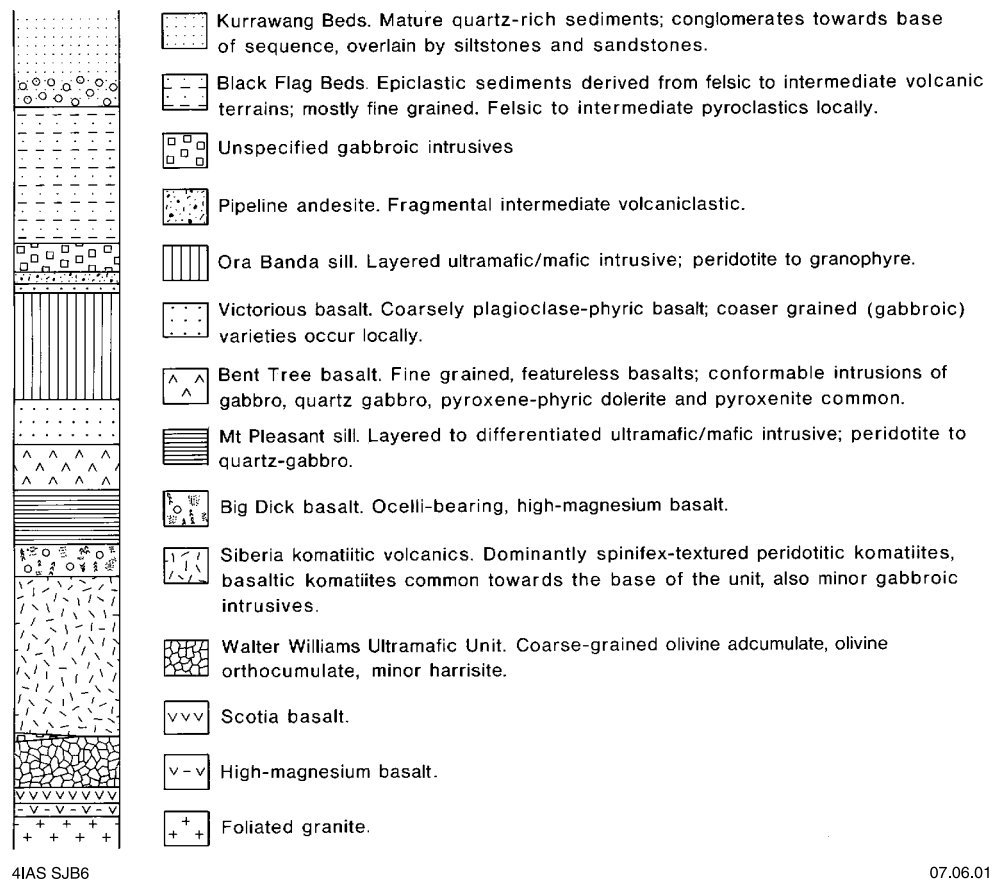 Kurrawang Beds. Mature quartz-rich sediments; conglomerates towards base
of sequence, overlain by siltstones and sandstones.
Black Flag Beds. Epiclastic sediments derived from felsic to intermediate volcanic
terrains; mostly fine grained. Felsic to intermediate pyroclastics locally.
Unspecified gabbroic intrusives
Pipeline andesite. Fragmental intermediate volcaniclastic.
Ora Banda sill. Layered ultramafic/mafic intrusive; peridotite to granophyre.
Victorious basalt. Coarsely plagioclase-phyric basalt; coaser grained (gabbroic)
varieties occur locally.
Bent Tree basalt. Fine grained, featureless basalts; conformable intrusions of
gabbro, quartz gabbro, pyroxene-phyric dolerite and pyroxenite common.
Mt Pleasant sill. Layered to differentiated ultramafic/mafic intrusive; peridotite to
quartz-gabbro.
Big Dick basalt. Ocelli-bearing, high-magnesium basalt.
Siberia komatiitic volcanics. Dominantly spinifex-textured peridotitic komatiites,
basaltic komatiites common towards the base of the unit, also minor gabbroic
intrusives.
Walter Williams Ultramafic Unit. Coarse-grained olivine adcumulate, olivine
orthocumulate, minor harrisite.
Scotia basalt.
High-magnesium basalt.
Foliated granite.
4IAS SJB6
07.06.01